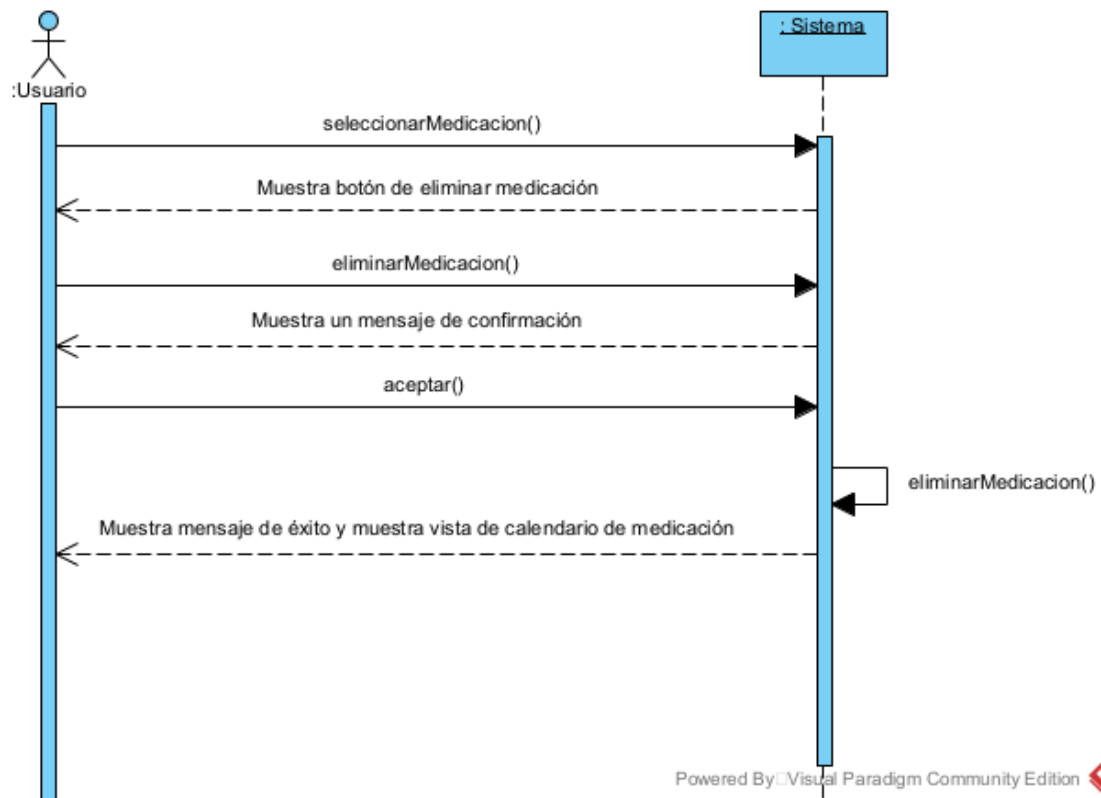 : Sistema
:Usuario
seleccionarMedicacion()
Muestra botón de eliminar medicación
eliminarMedicacion()
Muestra un mensaje de confirmación
aceptar()
eliminarMedicacion()
Muestra mensaje de éxito y muestra vista de calendario de medicación
Powered By Visual Paradigm Community Edition